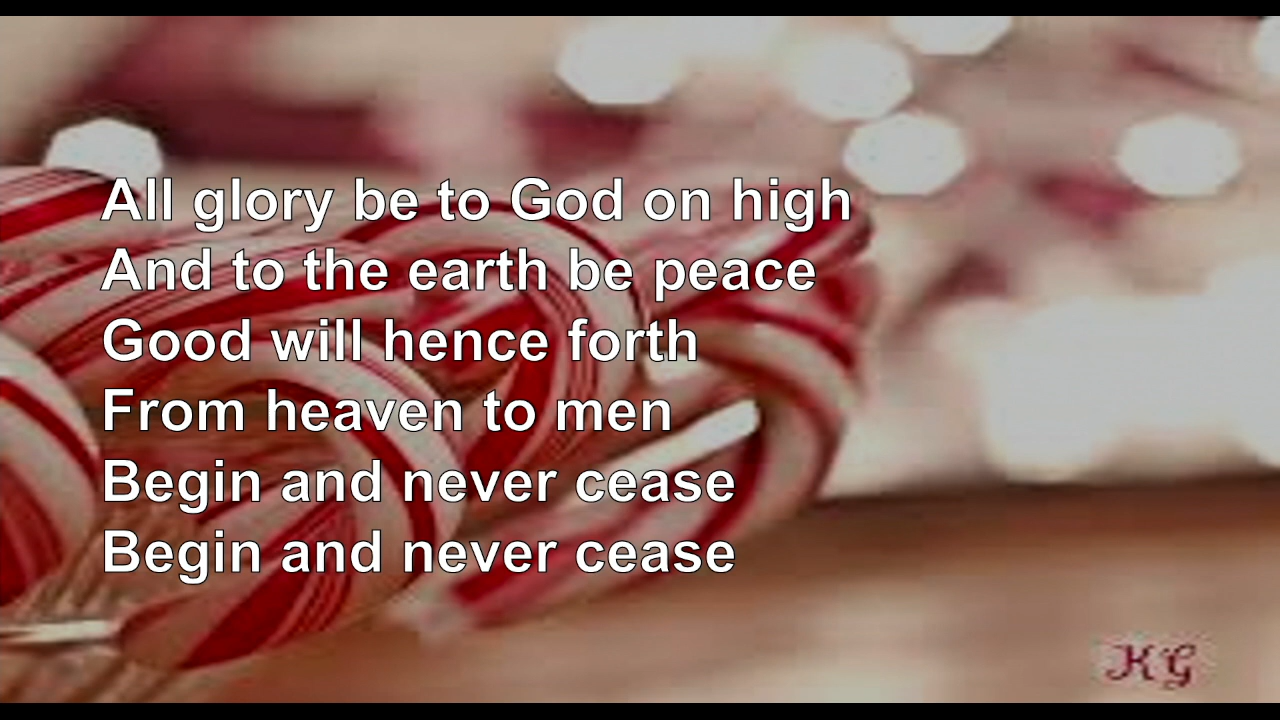 All glory be to God on high
And to the earth be peace
Good will hence forth
From heaven to men
Begin and never cease
Begin and never cease
KG